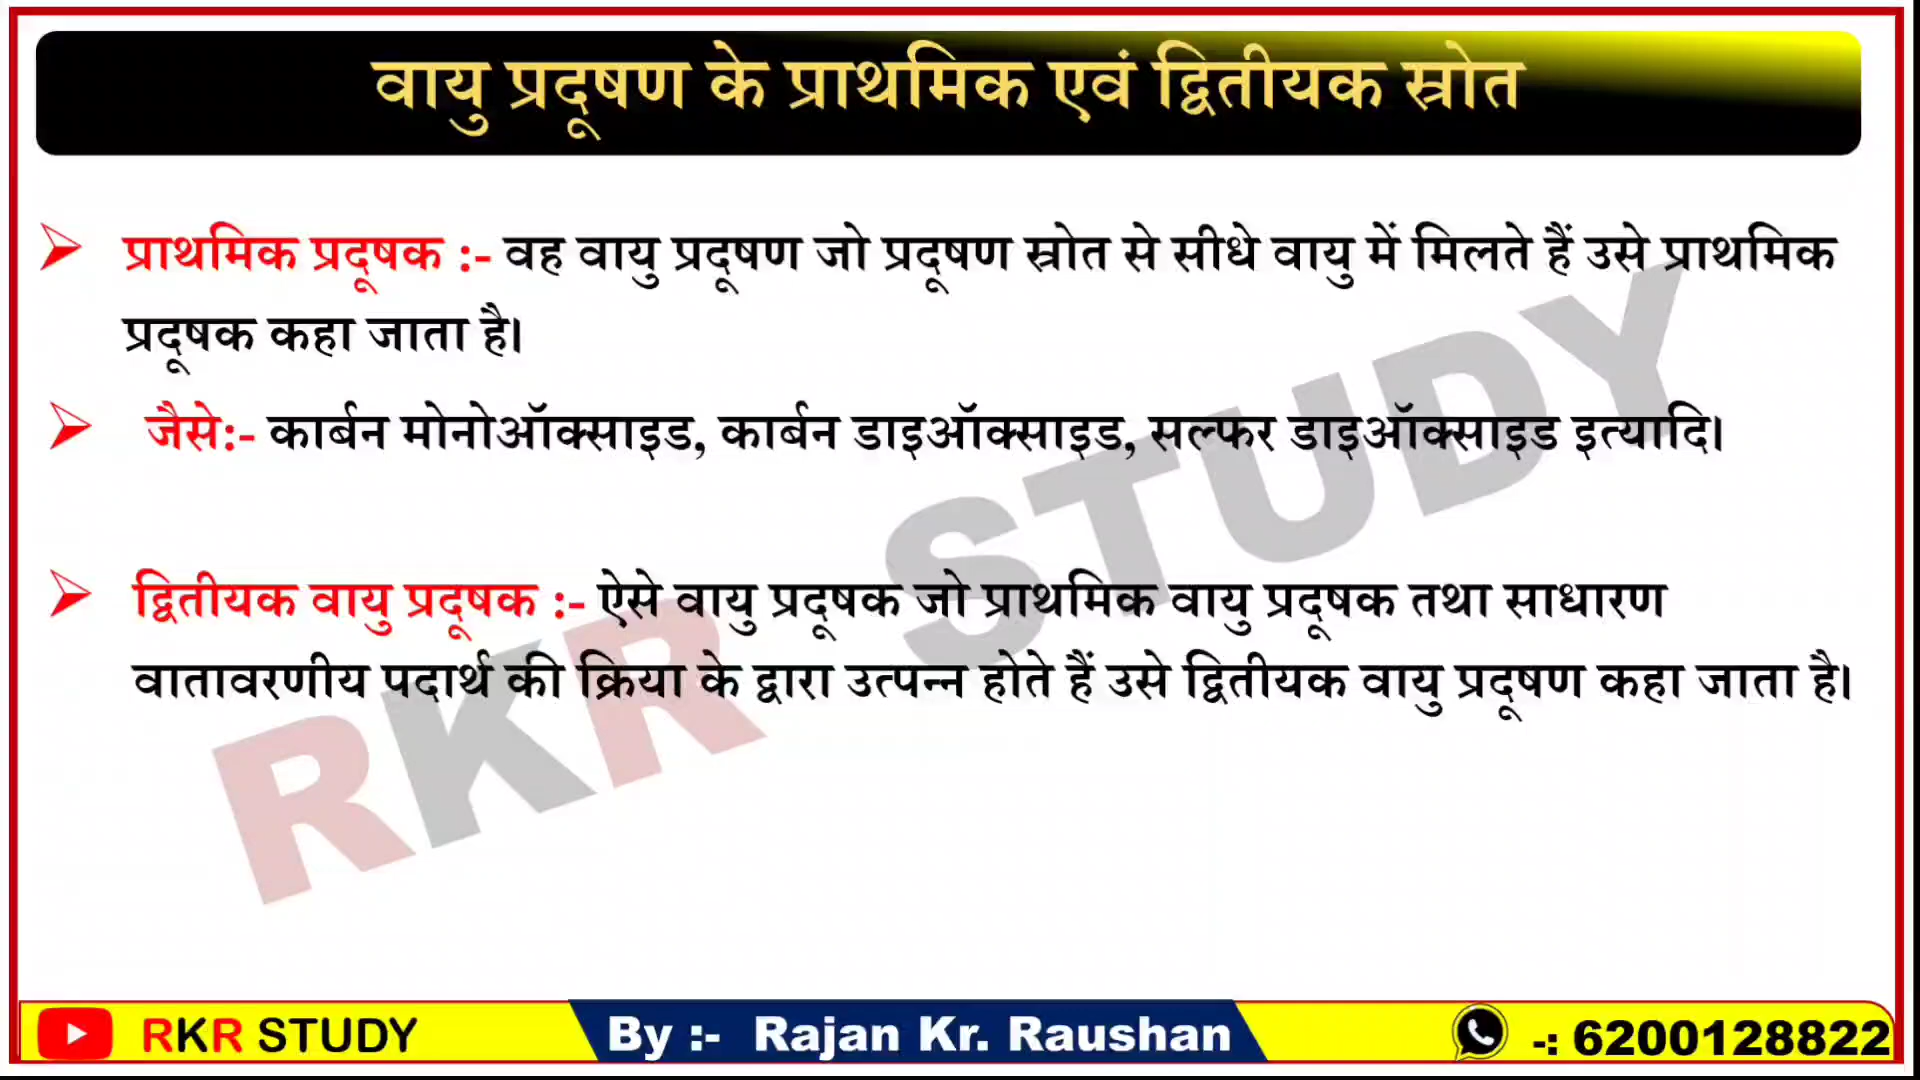 वायु प्रदूषण के प्राथमिक एवं द्वितीयक स्रोत
प्राथमिक प्रदूषक :- वह वायु प्रदूषण जो प्रदूषण स्रोत से सीधे वायु में मिलते हैं उसे प्राथमिक
प्रदूषक कहा जाता है।
जैसे:- कार्बन मोनोऑक्साइड, कार्बन डाइऑक्साइड, सल्फर डाइऑक्साइड इत्यादि।
द्वितीयक वायु प्रदूषक :- ऐसे वायु प्रदूषक जो प्राथमिक वायु प्रदूषक तथा साधारण
वातावरणीय पदार्थ की क्रिया के द्वारा उत्पन्न होते हैं उसे द्वितीयक वायु प्रदूषण कहा जाता है।
RKR STUDY
RKR STUDY
By :- Rajan Kr. Raushan
-: 6200128822